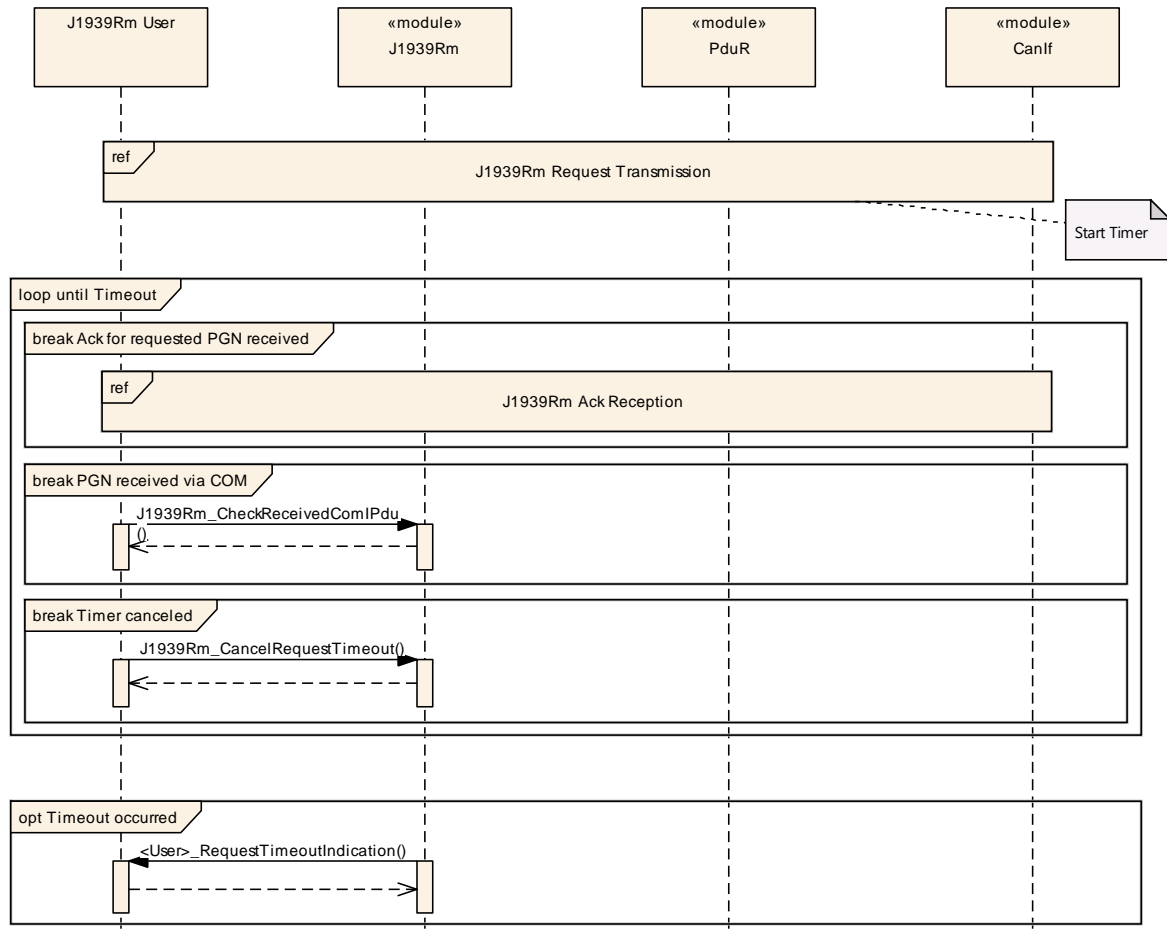 J1939Rm User
«module»
J1939Rm
«module»
PduR
«module»
CanIf
ref
J1939Rm Request Transmission
Start Timer
loop until Timeout
break Ack for requested PGN received
ref
J1939Rm Ack Reception
break PGN received via COM
J1939Rm_CheckReceivedComIPdu
()
break Timer canceled
J1939Rm_CancelRequestTimeout()
opt Timeout occurred
<User>_RequestTimeoutIndication()